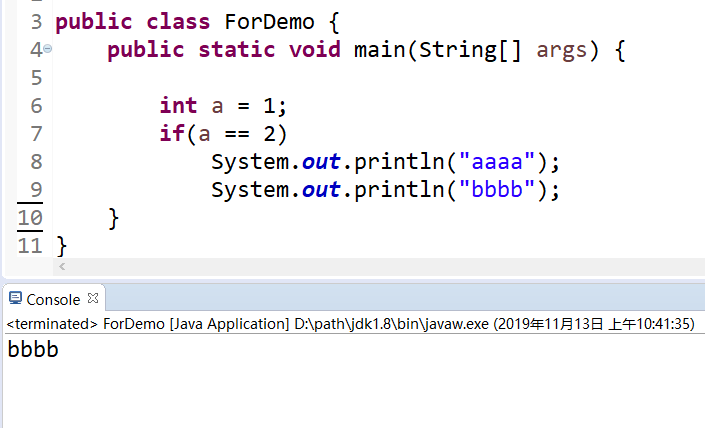 3 public class ForDemo {
4 public static void main(String[] args) {
5
6 int a = 1;
7 if(a == 2)
8 System.out.println("aaaa");
9 System.out.println("bbbb");
10 }
11 }
Console
<terminated> ForDemo [Java Application] D:\path\jdk1.8\bin\javaw.exe (2019年11月13日 上午10:41:35)
bbbb